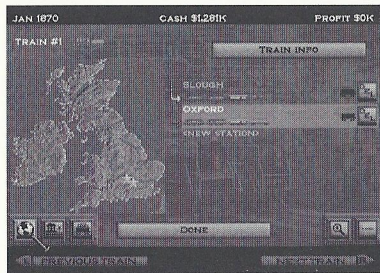 JAN 1870 CASH $1,281K PROFIT $0K
TRAIN #1
TRAIN INFO
SLOUGH
OXFORD
<NEW STATION>
DONE
PREVIOUS TRAIN NEXT TRAIN